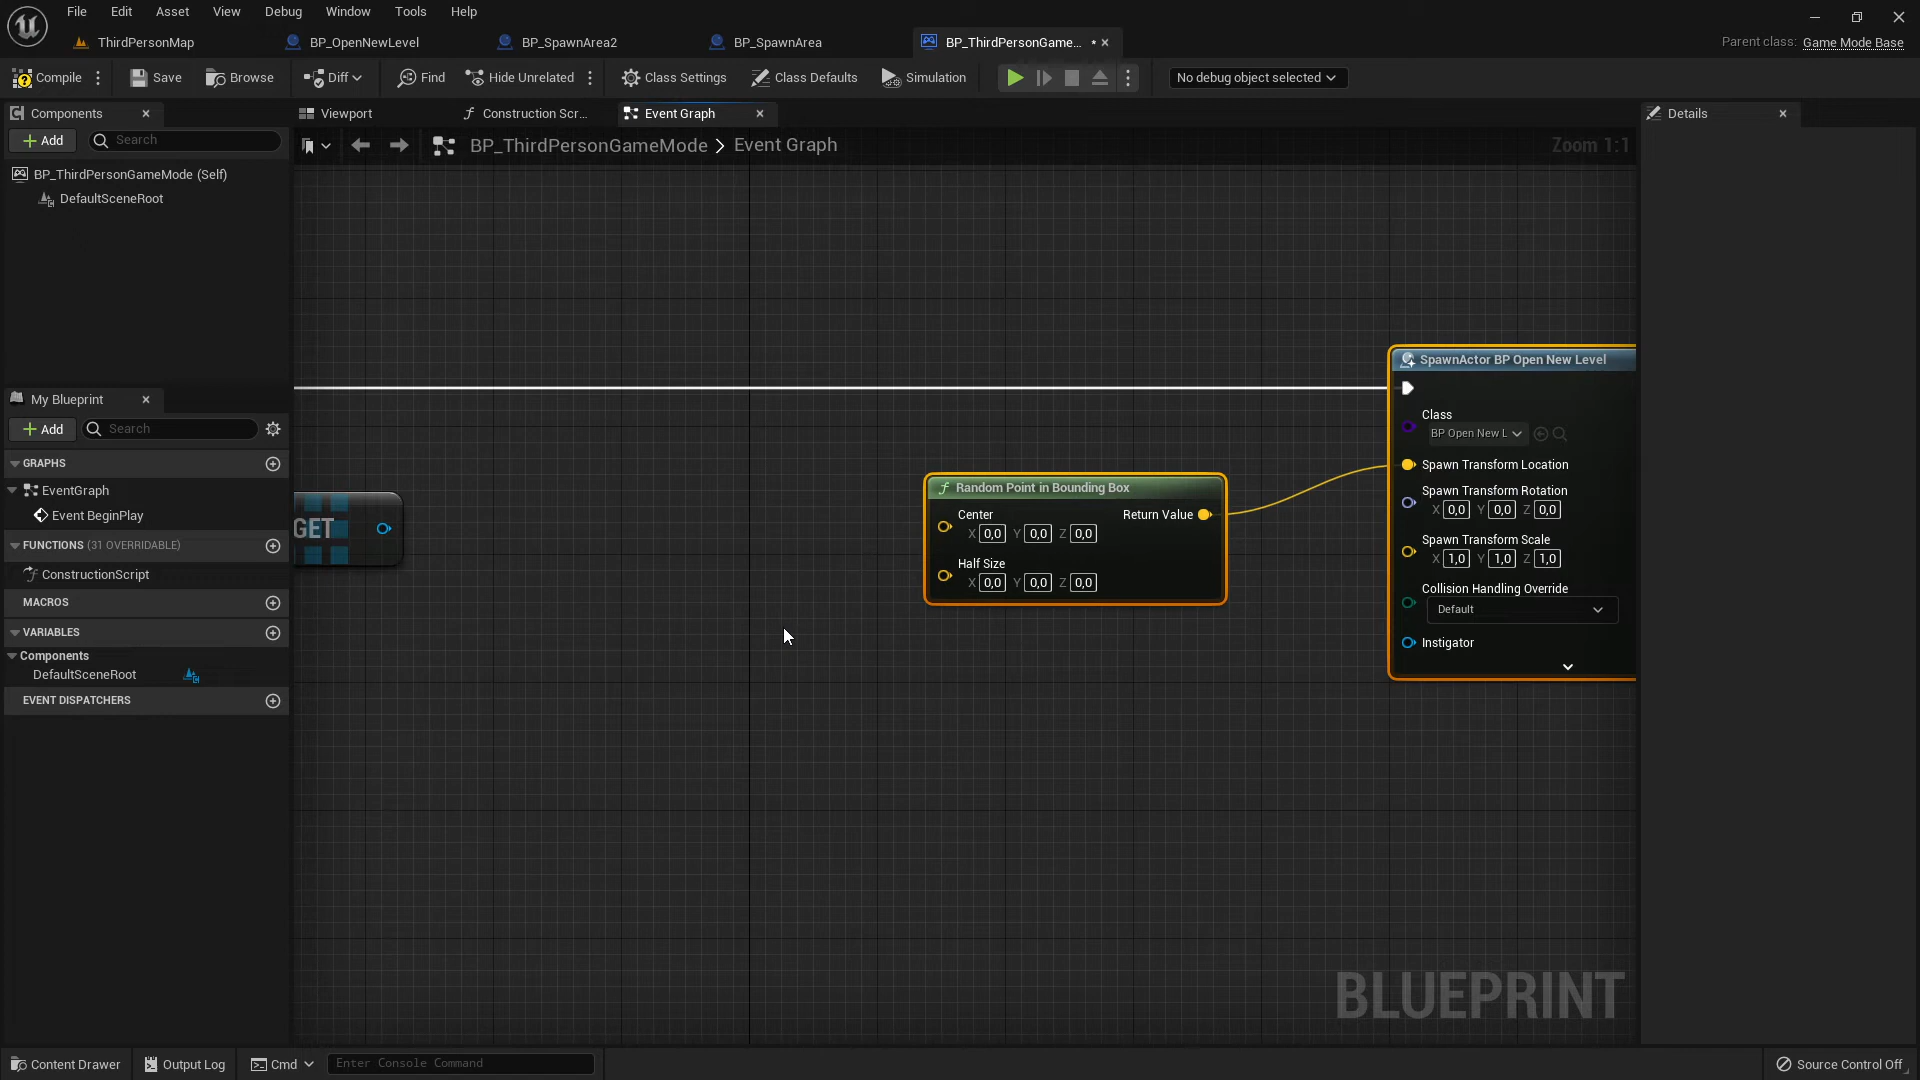 File Edit Asset View Debug Window Tools Help
ThirdPersonMap BP_OpenNewLevel BP_SpawnArea2 BP_SpawnArea BP_ThirdPersonGame... Parent class: Game Mode Base
Compile Save Browse Diff Find Hide Unrelated Class Settings Class Defaults Simulation No debug object selected
Components Viewport Construction Scr... Event Graph Details
Add Search BP_ThirdPersonGameMode > Event Graph Zoom 1:1
BP_ThirdPersonGameMode (Self)
DefaultSceneRoot
My Blueprint
Add Search
GRAPHS
EventGraph
Event BeginPlay
FUNCTIONS (31 OVERRIDABLE)
ConstructionScript
MACROS
VARIABLES
Components
DefaultSceneRoot
EVENT DISPATCHERS
GET
Random Point in Bounding Box
Center Return Value
X 0,0 Y 0,0 Z 0,0
Half Size
X 0,0 Y 0,0 Z 0,0
SpawnActor BP Open New Level
Class
BP Open New L
Spawn Transform Location
Spawn Transform Rotation
X 0,0 Y 0,0 Z 0,0
Spawn Transform Scale
X 1,0 Y 1,0 Z 1,0
Collision Handling Override
Default
Instigator
BLUEPRINT
Content Drawer Output Log Cmd Enter Console Command Source Control Off